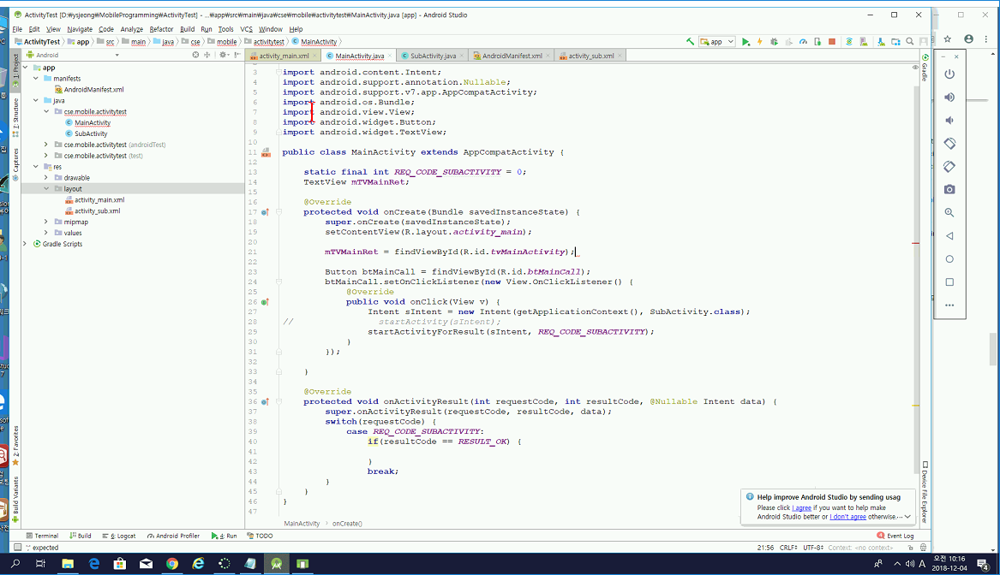 ActivityTest [D:\ysjeong\MobileProgramming\ActivityTest] - ...\app\src\main\java\cse\mobile\activitytest\MainActivity.java [app] - Android Studio
File Edit View Navigate Code Analyze Refactor Build Run Tools VCS Window Help
ActivityTest app src main java cse mobile activitytest MainActivity
app
Android
activity_main.xml MainActivity.java SubActivity.java AndroidManifest.xml activity_sub.xml
1: Project
Z: Structure
Captures
2: Favorites
Build Variants
app
manifests
AndroidManifest.xml
java
cse.mobile.activitytest
MainActivity
SubActivity
cse.mobile.activitytest (androidTest)
cse.mobile.activitytest (test)
res
drawable
layout
activity_main.xml
activity_sub.xml
mipmap
values
Gradle Scripts
3 import android.content.Intent;
4 import android.support.annotation.Nullable;
5 import android.support.v7.app.AppCompatActivity;
6 import android.os.Bundle;
7 import android.view.View;
8 import android.widget.Button;
9 import android.widget.TextView;
10
11 public class MainActivity extends AppCompatActivity {
12
13 static final int REQ_CODE_SUBACTIVITY = 0;
14 TextView mTVMainRet;
15
16 @Override
17 protected void onCreate(Bundle savedInstanceState) {
18 super.onCreate(savedInstanceState);
19 setContentView(R.layout.activity_main);
20
21 mTVMainRet = findViewById(R.id.tvMainActivity);
22
23 Button btMainCall = findViewById(R.id.btMainCall);
24 btMainCall.setOnClickListener(new View.OnClickListener() {
25 @Override
26 public void onClick(View v) {
27 Intent sIntent = new Intent(getApplicationContext(), SubActivity.class);
28 // startActivity(sIntent);
29 startActivityForResult(sIntent, REQ_CODE_SUBACTIVITY);
30 }
31 });
32
33 }
34
35 @Override
36 protected void onActivityResult(int requestCode, int resultCode, @Nullable Intent data) {
37 super.onActivityResult(requestCode, resultCode, data);
38 switch(requestCode) {
39 case REQ_CODE_SUBACTIVITY:
40 if(resultCode == RESULT_OK) {
41
42 }
43 break;
44 }
45 }
46 }
47
MainActivity onCreate()
Gradle
Device File Explorer
Help improve Android Studio by sending usag
Please click I agree if you want to help make
Android Studio better or I don't agree otherwise....
Terminal Build 6: Logcat Android Profiler 4: Run TODO
4 Event Log
';' expected
21:56 CRLF UTF-8 Context: <no context>
A
오전 10:16
2018-12-04
4